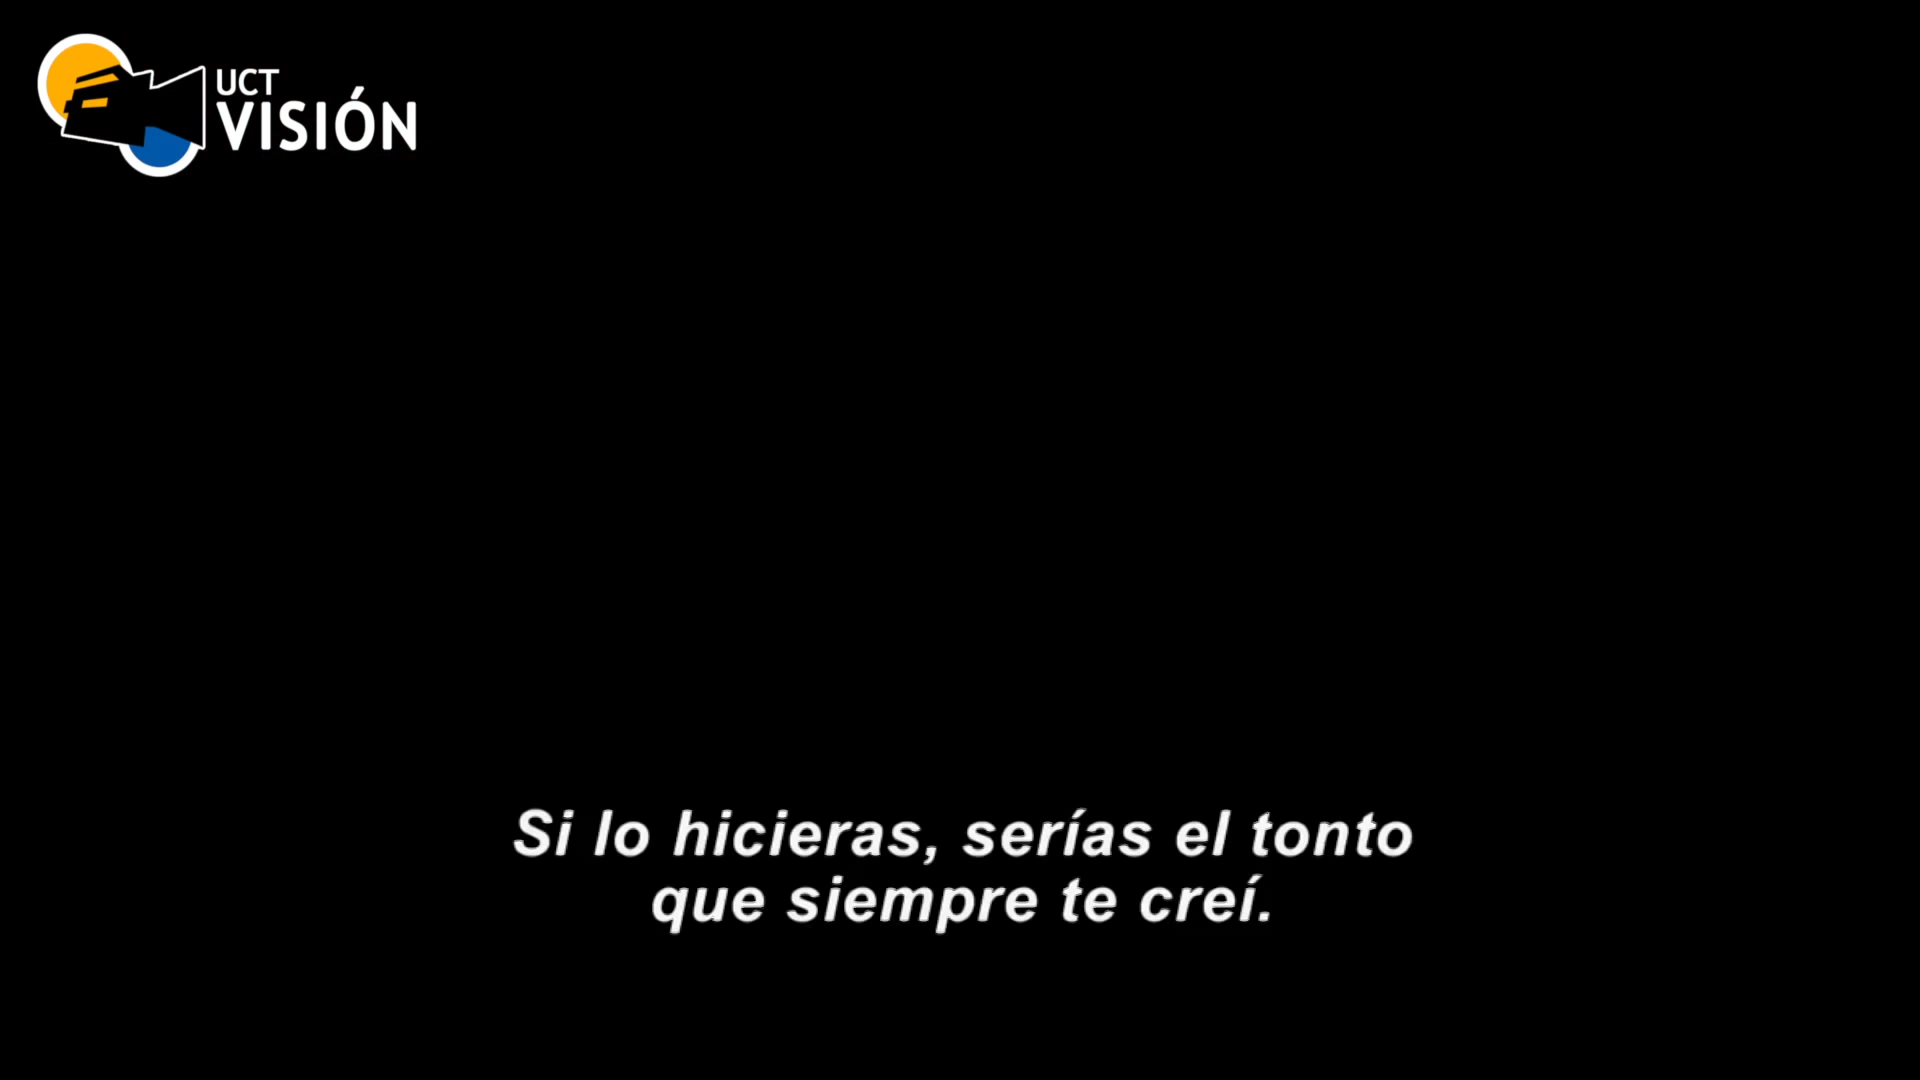 UCT
VISIÓN
Si lo hicieras, serías el tonto
que siempre te creí.